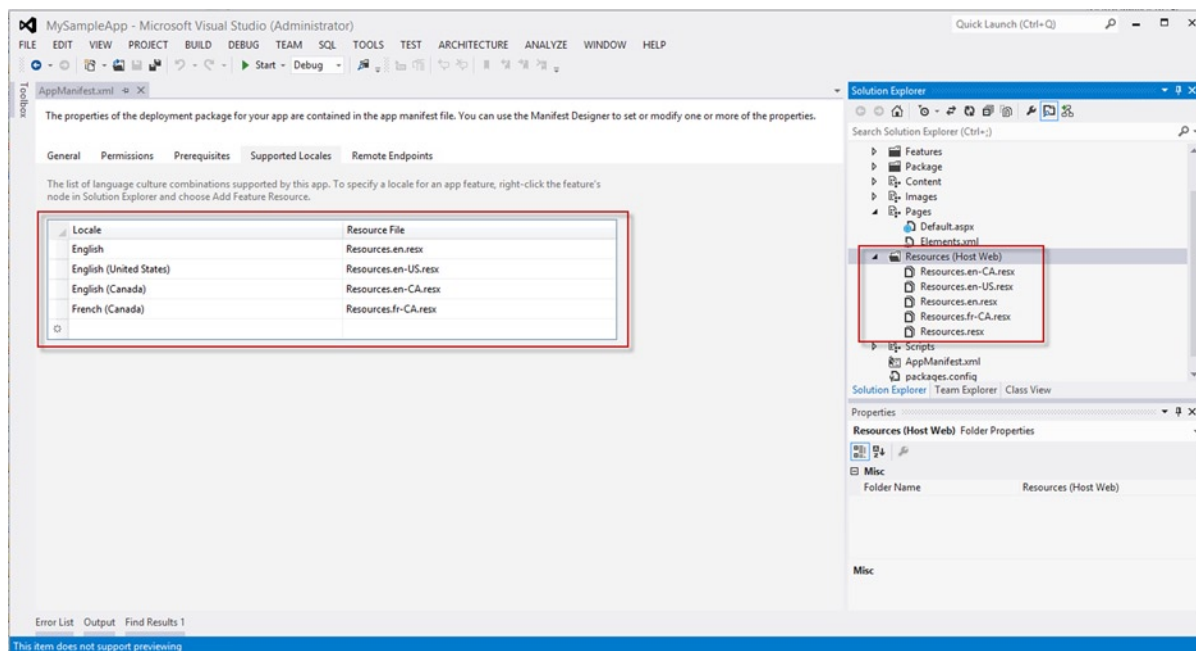 MySampleApp - Microsoft Visual Studio (Administrator)
Quick Launch (Ctrl+Q)
FILE EDIT VIEW PROJECT BUILD DEBUG TEAM SQL TOOLS TEST ARCHITECTURE ANALYZE WINDOW HELP
Start Debug
Toolbox
AppManifest.xml
The properties of the deployment package for your app are contained in the app manifest file. You can use the Manifest Designer to set or modify one or more of the properties.
General Permissions Prerequisites Supported Locales Remote Endpoints
The list of language culture combinations supported by this app. To specify a locale for an app feature, right-click the feature's
node in Solution Explorer and choose Add Feature Resource.
Locale Resource File
English Resources.en.resx
English (United States) Resources.en-US.resx
English (Canada) Resources.en-CA.resx
French (Canada) Resources.fr-CA.resx
Solution Explorer
Search Solution Explorer (Ctrl+;)
Features
Package
Content
Images
Pages
Default.aspx
Elements.xml
Resources (Host Web)
Resources.en-CA.resx
Resources.en-US.resx
Resources.en.resx
Resources.fr-CA.resx
Resources.resx
Scripts
AppManifest.xml
packages.config
Solution Explorer Team Explorer Class View
Properties
Resources (Host Web) Folder Properties
Misc
Folder Name Resources (Host Web)
Misc
Error List Output Find Results 1
This item does not support previewing